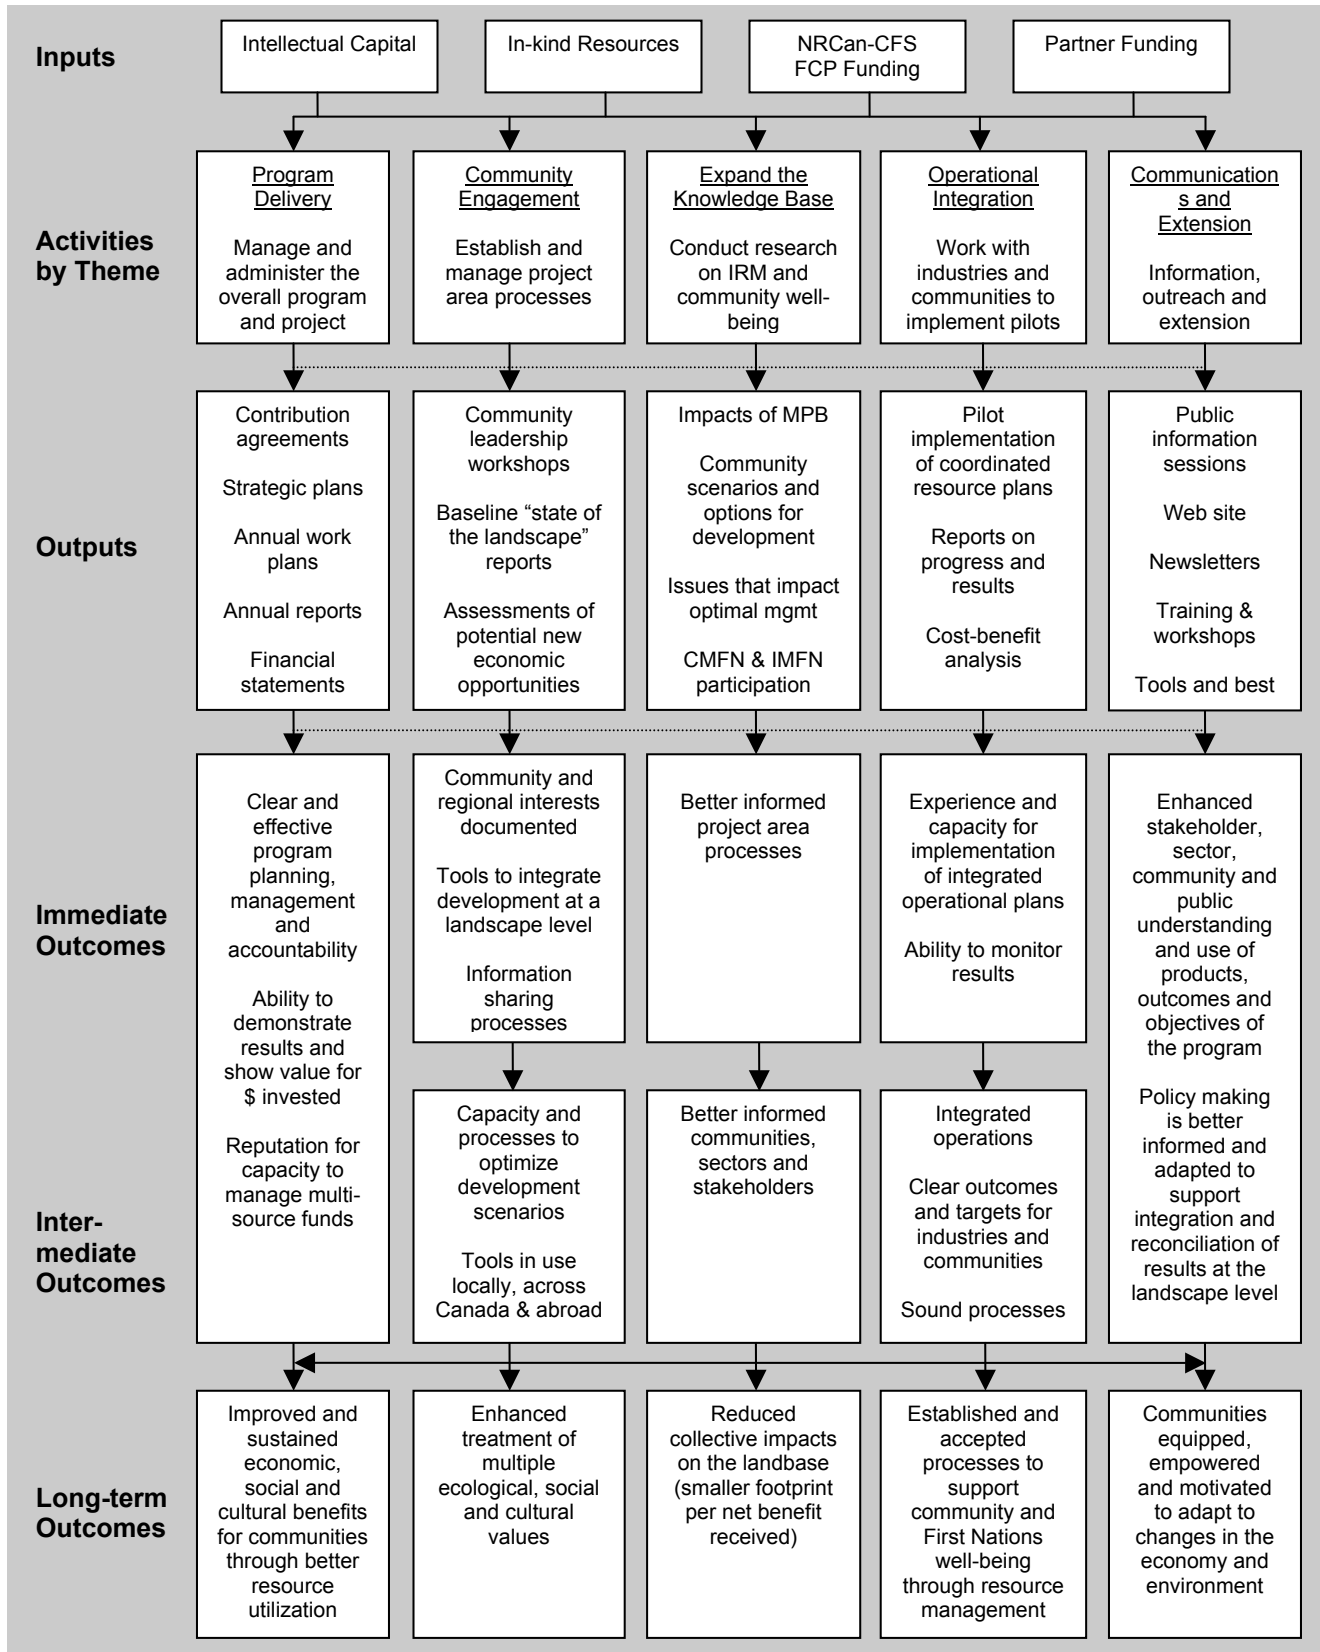 Inputs
Intellectual Capital
In-kind Resources
NRCan-CFS
FCP Funding
Partner Funding
Activities
by Theme
Program
Delivery
Manage and
administer the
overall program
and project
Community
Engagement
Establish and
manage project
area processes
Expand the
Knowledge Base
Conduct research
on IRM and
community well-
being
Operational
Integration
Work with
industries and
communities to
implement pilots
Communication
s and
Extension
Information,
outreach and
extension
Outputs
Contribution
agreements
Strategic plans
Annual work
plans
Annual reports
Financial
statements
Community
leadership
workshops
Baseline “state of
the landscape”
reports
Assessments of
potential new
economic
opportunities
Impacts of MPB
Community
scenarios and
options for
development
Issues that impact
optimal mgmt
CMFN & IMFN
participation
Pilot
implementation
of coordinated
resource plans
Reports on
progress and
results
Cost-benefit
analysis
Public
information
sessions
Web site
Newsletters
Training &
workshops
Tools and best
Immediate
Outcomes
Clear and
effective
program
planning,
management
and
accountability
Ability to
demonstrate
results and
show value for
$ invested
Reputation for
capacity to
manage multi-
source funds
Community and
regional interests
documented
Tools to integrate
development at a
landscape level
Information
sharing
processes
Better informed
project area
processes
Experience and
capacity for
implementation
of integrated
operational plans
Ability to monitor
results
Enhanced
stakeholder,
sector,
community and
public
understanding
and use of
products,
outcomes and
objectives of
the program
Policy making
is better
informed and
adapted to
support
integration and
reconciliation of
results at the
landscape level
Inter-
mediate
Outcomes
Capacity and
processes to
optimize
development
scenarios
Tools in use
locally, across
Canada & abroad
Better informed
communities,
sectors and
stakeholders
Integrated
operations
Clear outcomes
and targets for
industries and
communities
Sound processes
Long-term
Outcomes
Improved and
sustained
economic,
social and
cultural benefits
for communities
through better
resource
utilization
Enhanced
treatment of
multiple
ecological, social
and cultural
values
Reduced
collective impacts
on the landbase
(smaller footprint
per net benefit
received)
Established and
accepted
processes to
support
community and
First Nations
well-being
through resource
management
Communities
equipped,
empowered
and motivated
to adapt to
changes in the
economy and
environment